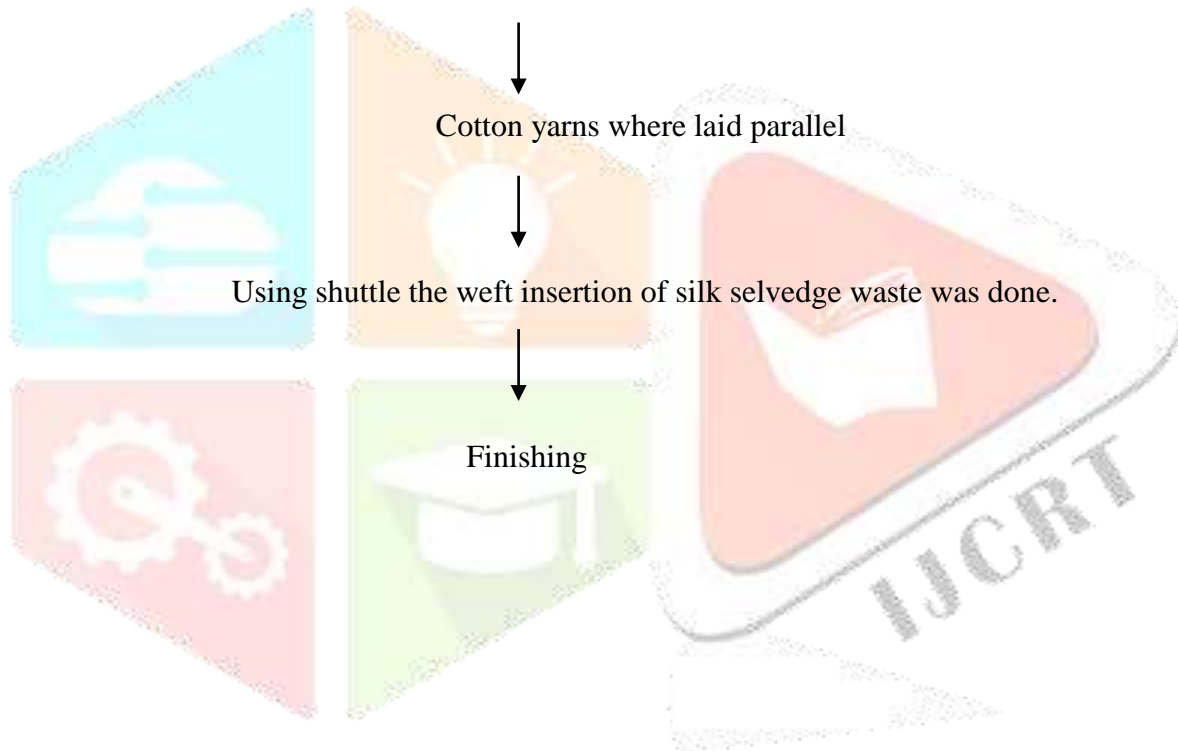 Cotton yarns where laid parallel
Using shuttle the weft insertion of silk selvedge waste was done.
Finishing
IJCRT